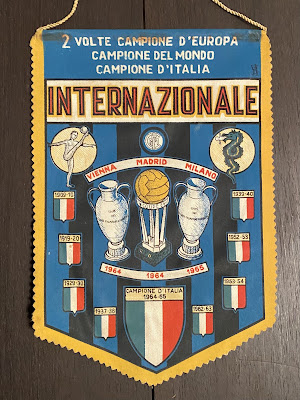 2 VOLTE CAMPIONE D'EUROPA
CAMPIONE DEL MONDO
CAMPIONE D'ITALIA
INTERNAZIONALE
VIENNA MADRID MILANO
1909-10
1939-40
1919-20
1952-53
1929-30
1953-54
1937-38
1962-63
1964
1964
1965
CAMPIONE D'ITALIA
1964-65